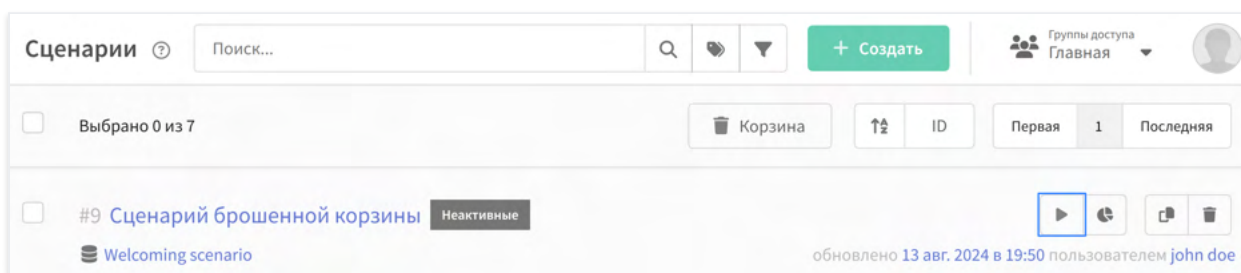 Сценарии ?
Поиск...
+ Создать
Группы доступа
Главная
Выбрано 0 из 7
Корзина
ID
Первая 1 Последняя
#9 Сценарий брошенной корзины Неактивные
Welcoming scenario
обновлено 13 авг. 2024 в 19:50 пользователем john doe